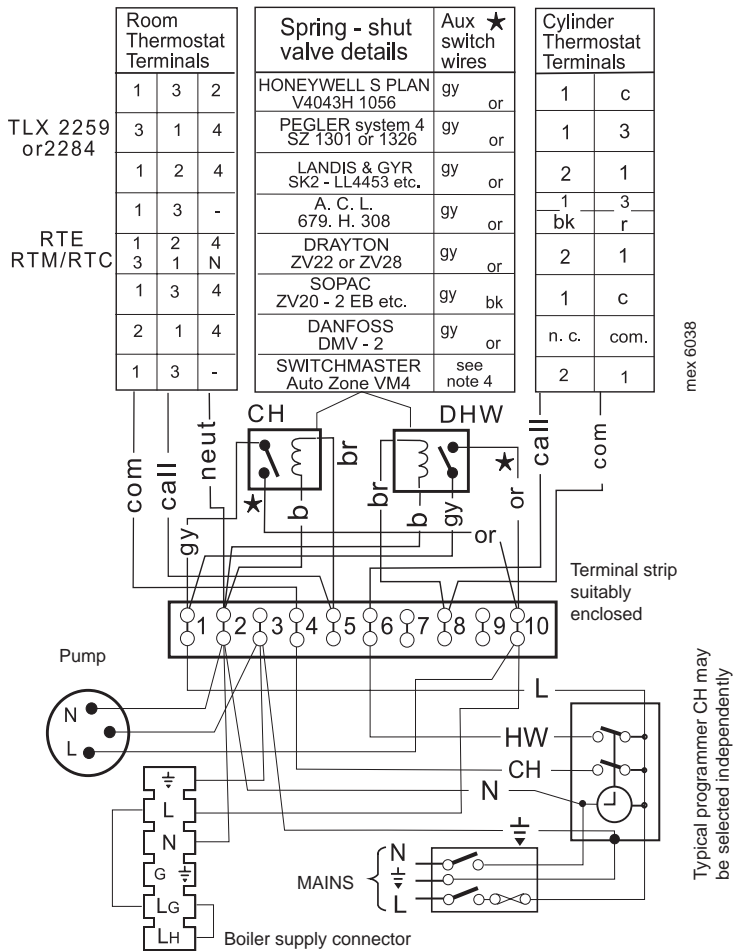 Room
Thermostat
Terminals
1 3 2
3 1 4
1 2 4
1 3 -
1 2 4
3 1 N
1 3 4
2 1 4
1 3 -
TLX 2259
or2284
RTE
RTM/RTC
Spring - shut
valve details
Aux ★
switch
wires
HONEYWELL S PLAN
V4043H 1056
gy
or
PEGLER system 4
SZ 1301 or 1326
gy
or
LANDIS & GYR
SK2 - LL4453 etc.
gy
or
A. C. L.
679. H. 308
gy
or
DRAYTON
ZV22 or ZV28
gy
or
SOPAC
ZV20 - 2 EB etc.
gy
bk
DANFOSS
DMV - 2
gy
or
SWITCHMASTER
Auto Zone VM4
see
note 4
Cylinder
Thermostat
Terminals
1 c
1 3
2 1
1 3
bk r
2 1
1 c
n. c. com.
2 1
mex 6038
CH
DHW
com
call
neut
gy
★
b
br
br
b
gy
★
or
or
call
com
Terminal strip
suitably
enclosed
1 2 3 4 5 6 7 8 9 10
Pump
N
L
L
HW
CH
N
Typical programmer CH may
be selected independently
L
N
G
LG
LH
MAINS
N
L
Boiler supply connector